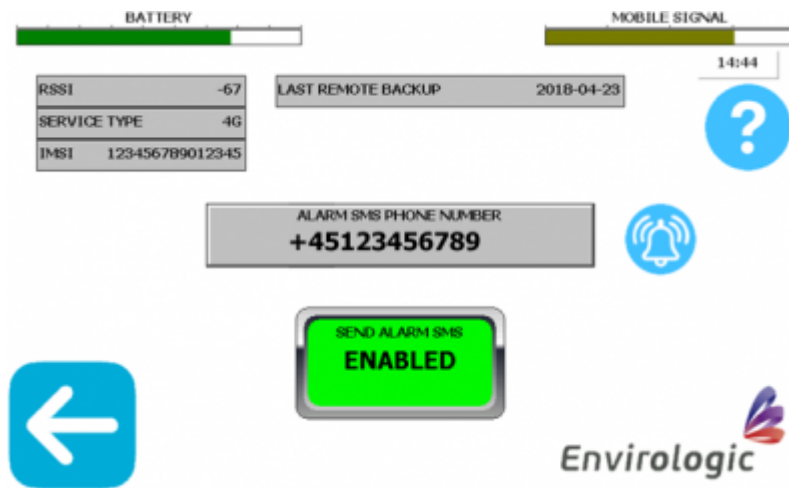 BATTERY
MOBILE SIGNAL
14:44
RSSI -67
LAST REMOTE BACKUP 2018-04-23
SERVICE TYPE 4G
IMSI 123456789012345
?
ALARM SMS PHONE NUMBER
+45123456789
SEND ALARM SMS
ENABLED
Envirologic